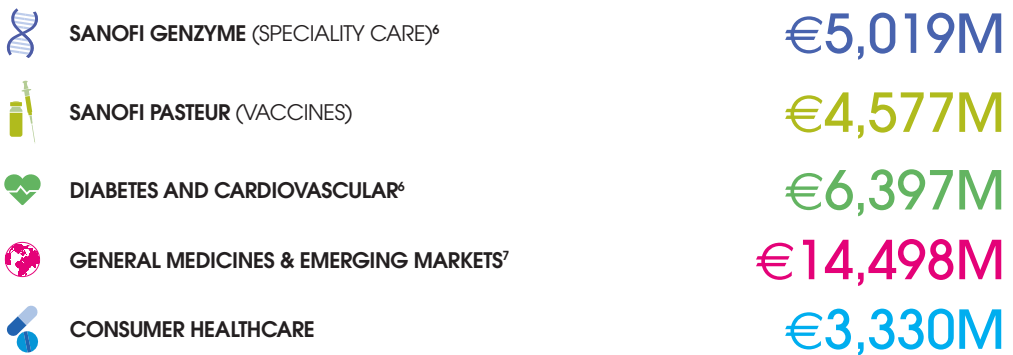 SANOFI GENZYME (SPECIALITY CARE)⁶ €5,019M
SANOFI PASTEUR (VACCINES) €4,577M
DIABETES AND CARDIOVASCULAR⁶ €6,397M
GENERAL MEDICINES & EMERGING MARKETS⁷ €14,498M
CONSUMER HEALTHCARE €3,330M